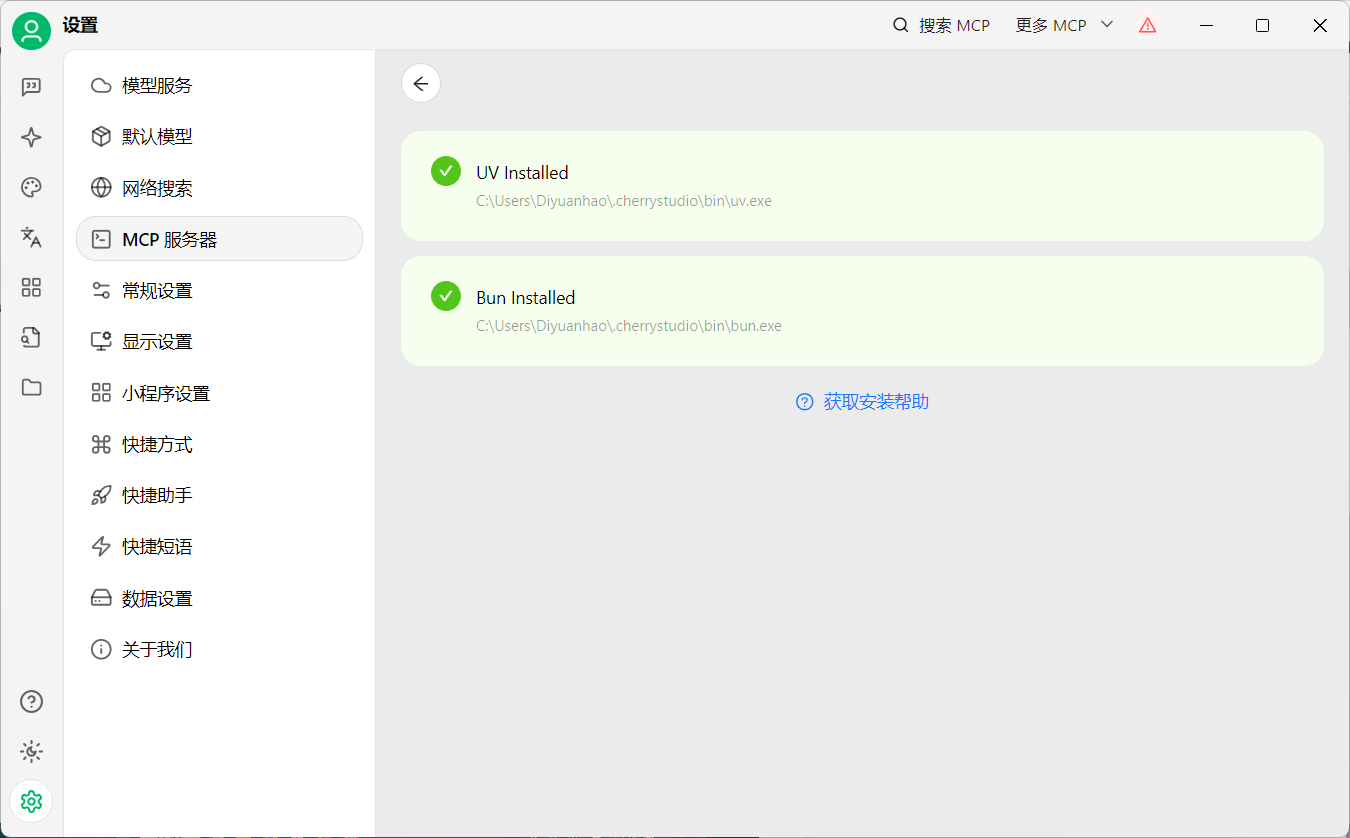 设置
搜索 MCP
更多 MCP
模型服务
默认模型
网络搜索
MCP 服务器
常规设置
显示设置
小程序设置
快捷方式
快捷助手
快捷短语
数据设置
关于我们
UV Installed
C:\Users\Diyuanhao\.cherrystudio\bin\uv.exe
Bun Installed
C:\Users\Diyuanhao\.cherrystudio\bin\bun.exe
获取安装帮助